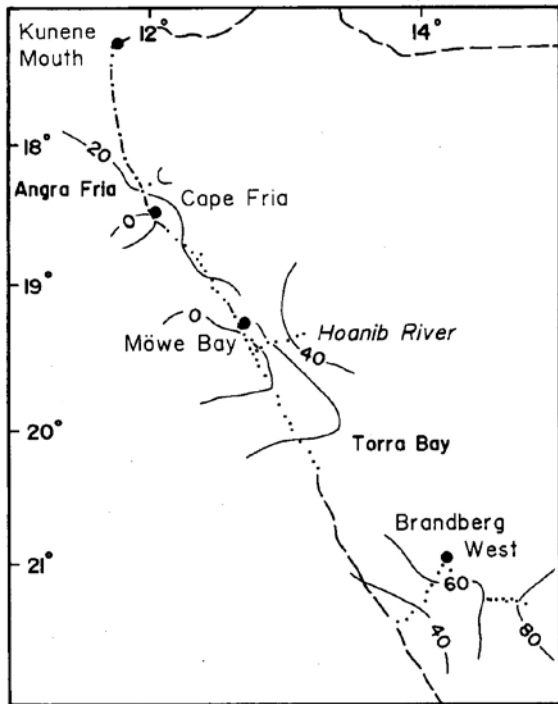 12°
14°
Kunene
Mouth
18°
20
Angra Fria
Cape Fria
0
19°
0
Möwe Bay
Hoanib River
40
20°
Torra Bay
Brandberg
West
21°
60
40
80